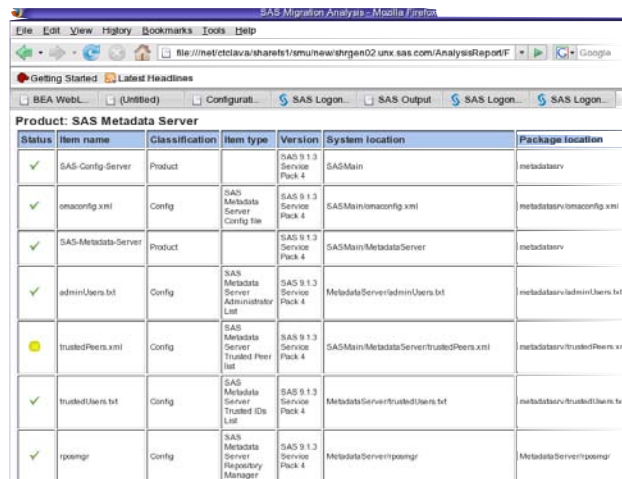 SAS Migration Analysis - Mozilla Firefox
File Edit View History Bookmarks Tools Help
file:///net/ctclava/sharefs1/smu/new/shrgen02.unx.sas.com/AnalysisReport/F
Google
Getting Started Latest Headlines
BEA WebL... (Untitled) Configurati... SAS Logon... SAS Output SAS Logon... SAS Logon...
Product: SAS Metadata Server
Status Item name Classification Item type Version System location Package location
SAS-Config-Server Product SAS 9.1.3 Service Pack 4 SASMain metadatasrv
omaconfig.xml Config SAS Metadata Server Config file SAS 9.1.3 Service Pack 4 SASMain/omaconfig.xml metadatasrv/omaconfig.xml
SAS-Metadata-Server Product SAS 9.1.3 Service Pack 4 SASMain/MetadataServer metadatasrv
adminUsers.txt Config SAS Metadata Server Administrator List SAS 9.1.3 Service Pack 4 MetadataServer/adminUsers.txt metadatasrv/adminUsers.txt
trustedPeers.xml Config SAS Metadata Server Trusted Peer list SAS 9.1.3 Service Pack 4 SASMain/MetadataServer/trustedPeers.xml metadatasrv/trustedPeers.x
trustedUsers.txt Config SAS Metadata Server Trusted IDs List SAS 9.1.3 Service Pack 4 MetadataServer/trustedUsers.txt metadatasrv/trustedUsers.tx
rposmgr Config SAS Metadata Server Repository Manager SAS 9.1.3 Service Pack 4 MetadataServer/rposmgr MetadataServer/rposmgr